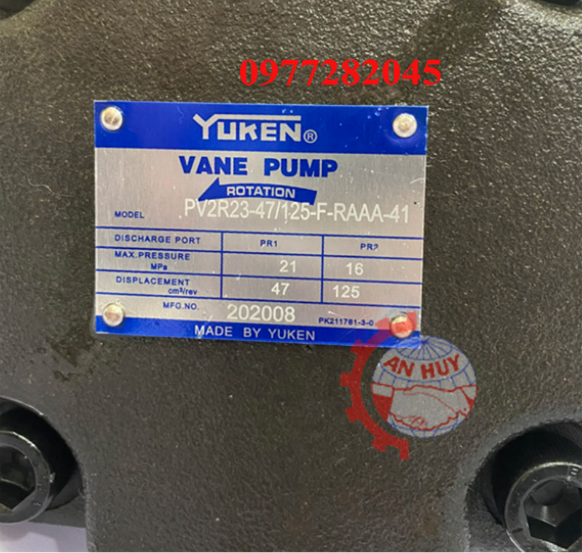 0977282045
YUKEN®
VANE PUMP
ROTATION
MODEL PV2R23-47/125-F-RAAA-41
DISCHARGE PORT PR1 PR2
MAX.PRESSURE MPa 21 16
DISPLACEMENT cm³/rev 47 125
MFG.NO. 202008 PK211761-3-0
MADE BY YUKEN
AN HUY